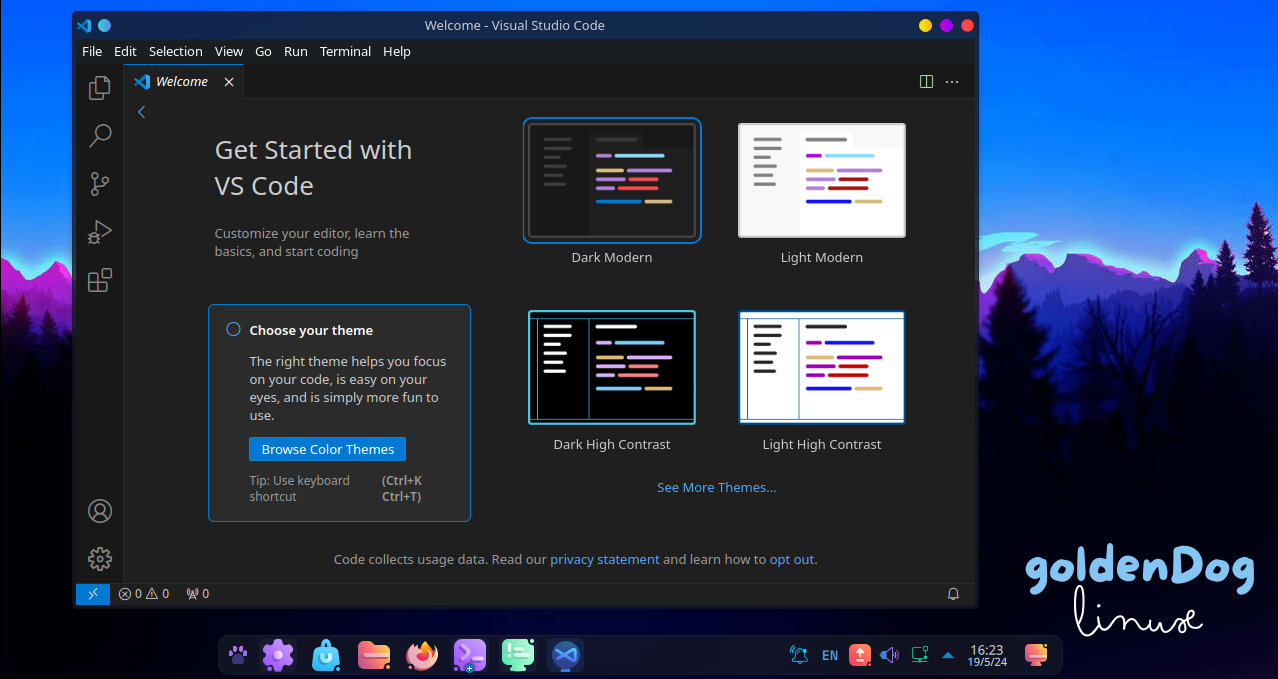 Welcome - Visual Studio Code
File Edit Selection View Go Run Terminal Help
Welcome
Get Started with
VS Code
Customize your editor, learn the
basics, and start coding
Choose your theme
The right theme helps you focus
on your code, is easy on your
eyes, and is simply more fun to
use.
Browse Color Themes
Tip: Use keyboard
shortcut
(Ctrl+K
Ctrl+T)
Dark Modern
Light Modern
Dark High Contrast
Light High Contrast
See More Themes...
Code collects usage data. Read our privacy statement and learn how to opt out.
0 0 0
goldenDog
linuxe
EN
16:23
19/5/24